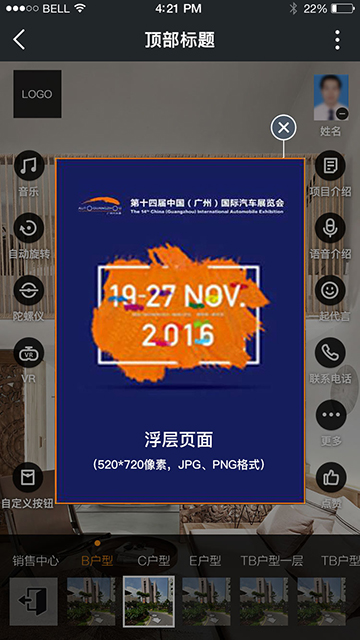 BELL
4:21 PM
22%
顶部标题
LOGO
姓名
第十四届中国（广州）国际汽车展览会
The 14th China (Guangzhou) International Automobile Exhibition
AUTO GUANGZHOU
音乐
项目介绍
自动旋转
语音介绍
19-27 NOV.
2016
陀螺仪
一起代言
VR
VR
联系电话
更多
浮层页面
（520*720像素，JPG、PNG格式）
自定义按钮
点赞
销售中心
B户型
C户型
E户型
TB户型一层
TB户型